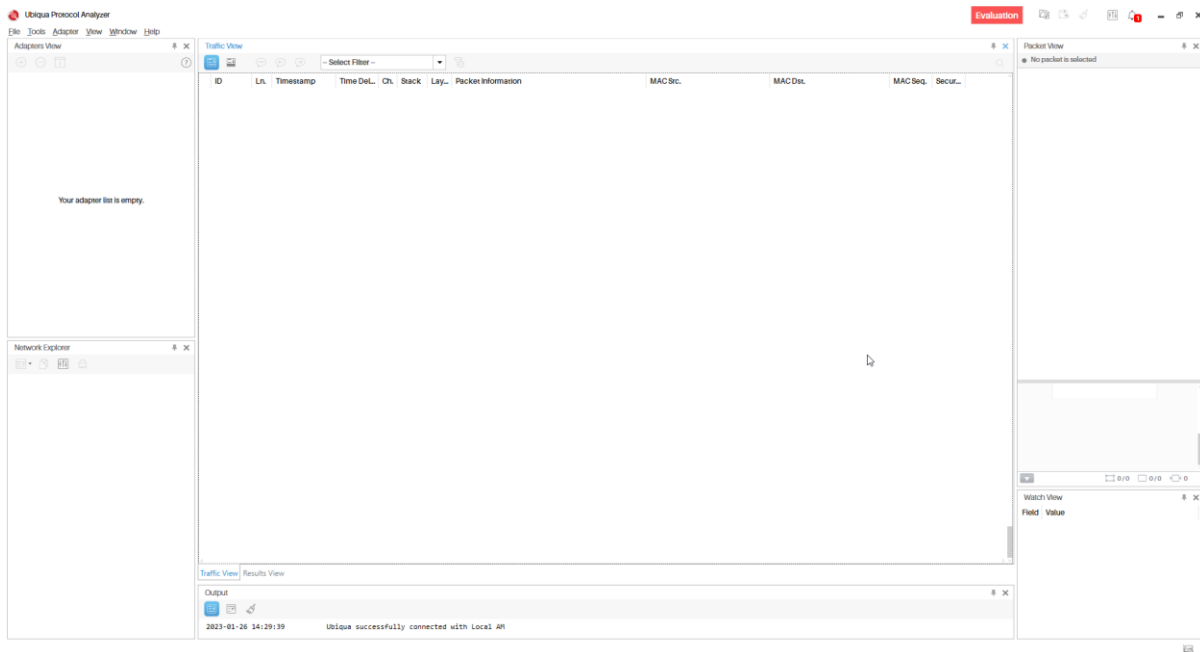 Ubiqua Protocol Analyzer
Evaluation
1
File Tools Adapter View Window Help
Adapters View
Your adapter list is empty.
Network Explorer
Traffic View
-- Select Filter --
ID Ln. Timestamp Time Del... Ch. Stack Lay... Packet Information MAC Src. MAC Dst. MAC Seq. Secur...
Traffic View Results View
Output
2023-01-26 14:29:39 Ubiqua successfully connected with Local AM
Packet View
No packet is selected
0/0 0/0 0
Watch View
Field Value